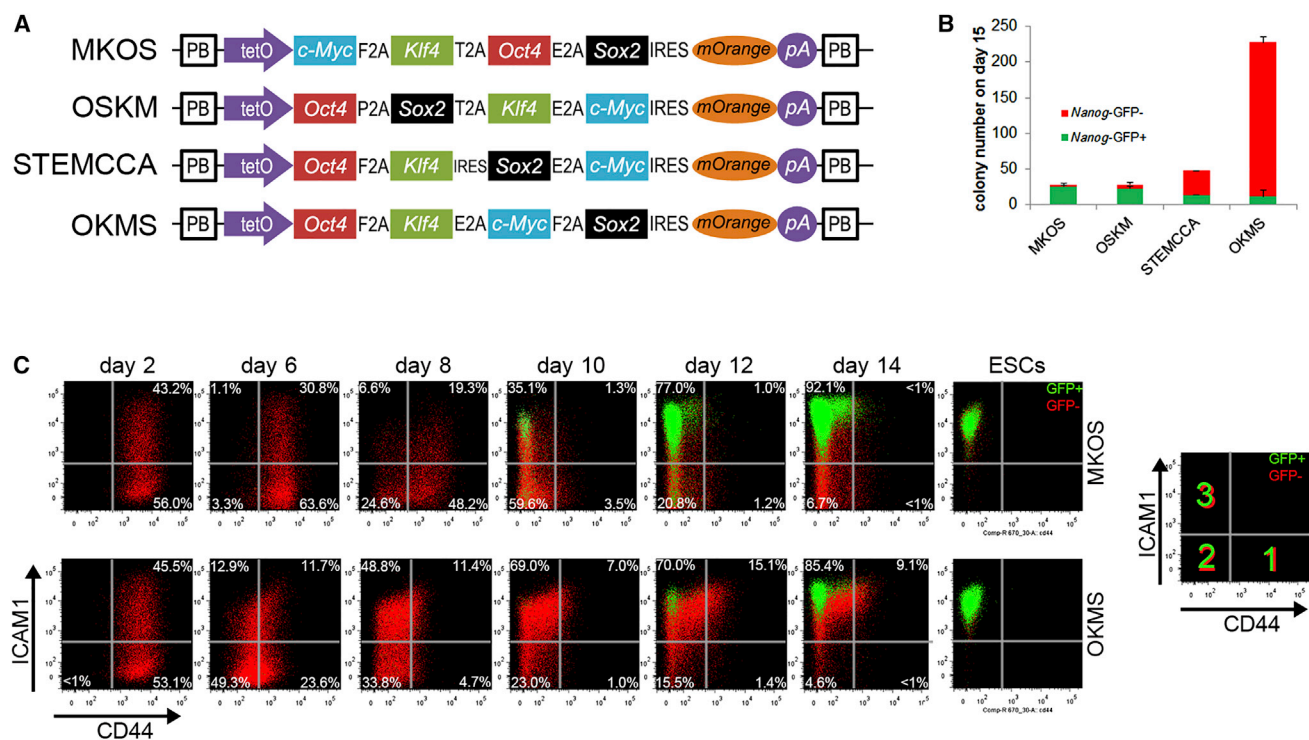 A
MKOS PB tetO c-Myc F2A Klf4 T2A Oct4 E2A Sox2 IRES mOrange pA PB
OSKM PB tetO Oct4 P2A Sox2 T2A Klf4 E2A c-Myc IRES mOrange pA PB
STEMCCA PB tetO Oct4 F2A Klf4 IRES Sox2 E2A c-Myc IRES mOrange pA PB
OKMS PB tetO Oct4 F2A Klf4 E2A c-Myc F2A Sox2 IRES mOrange pA PB
B
colony number on day 15
250
200
150
100
50
0
Nanog-GFP-
Nanog-GFP+
MKOS OSKM STEMCCA OKMS
C
day 2 day 6 day 8 day 10 day 12 day 14 ESCs
43.2% 1.1% 30.8% 6.6% 19.3% 35.1% 1.3% 77.0% 1.0% 92.1% <1% GFP+
GFP-
56.0% 3.3% 63.6% 24.6% 48.2% 59.6% 3.5% 20.8% 1.2% 6.7% <1%
MKOS
Comp-R 670_30-A: cd44
45.5% 12.9% 11.7% 48.8% 11.4% 69.0% 7.0% 70.0% 15.1% 85.4% 9.1%
<1% 53.1% 49.3% 23.6% 33.8% 4.7% 23.0% 1.0% 15.5% 1.4% 4.6% <1%
OKMS
Comp-R 670_30-A: cd44
ICAM1
CD44
GFP+
GFP-
3
2 1
ICAM1
CD44